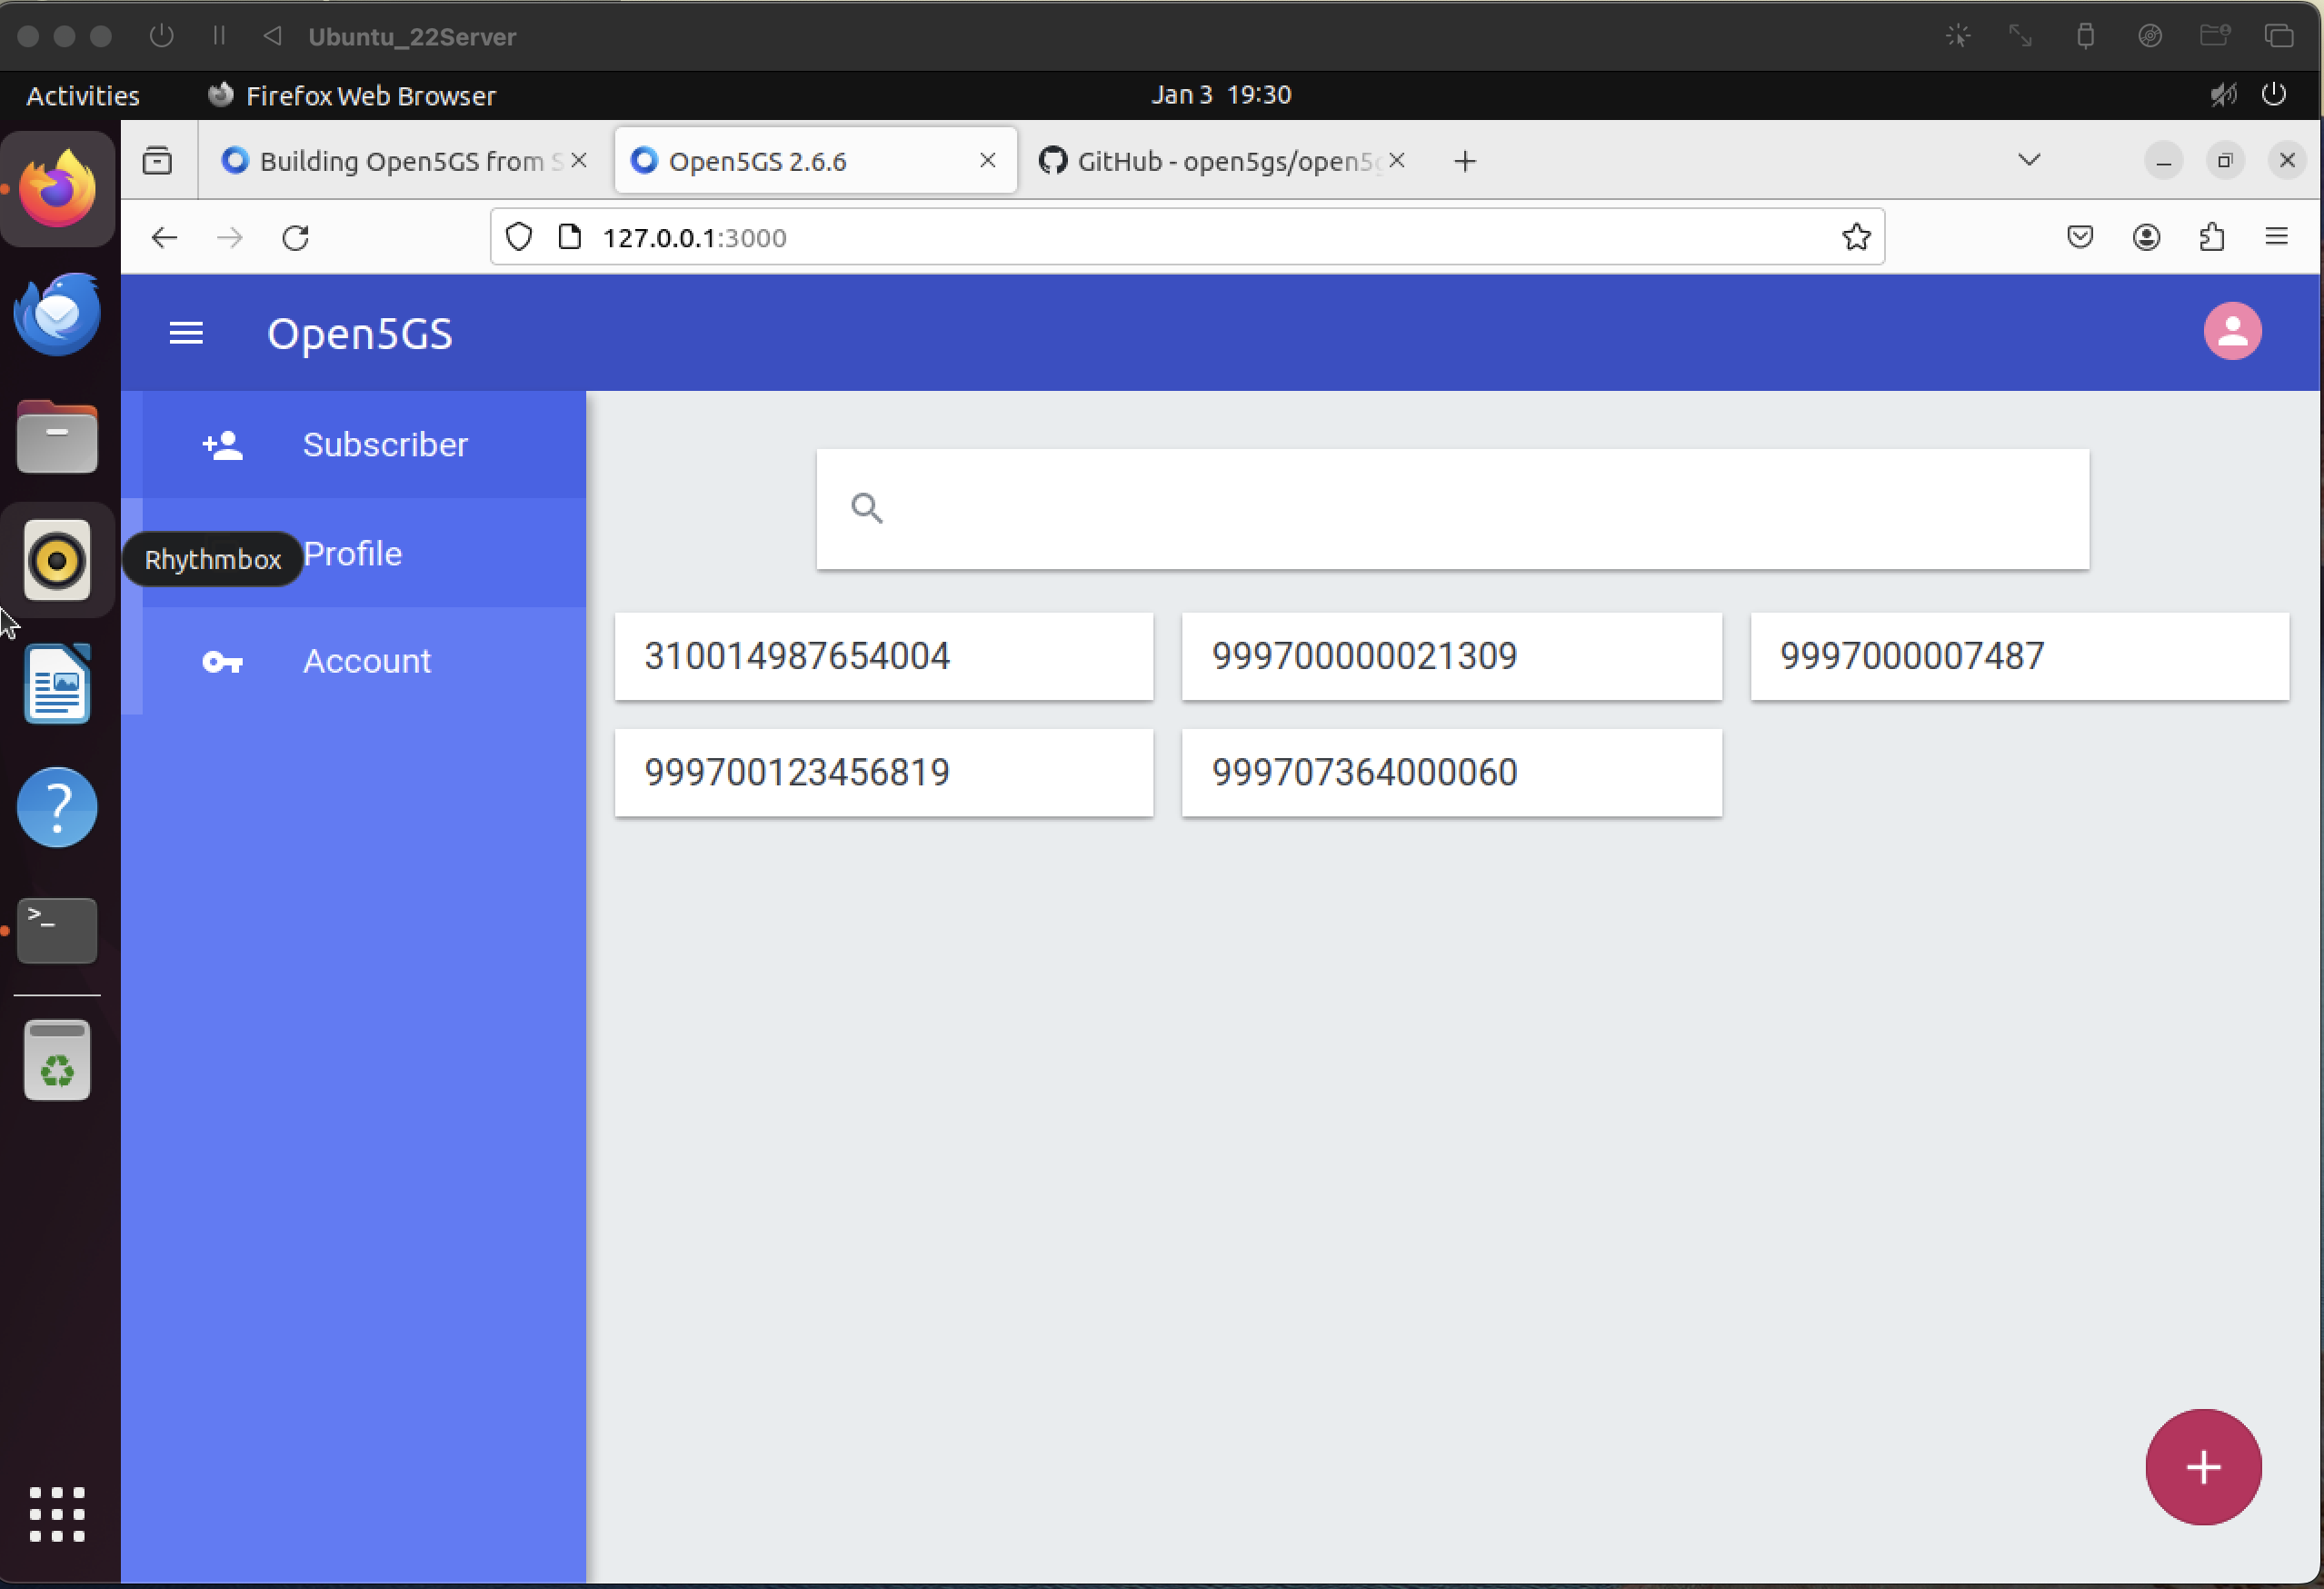 Ubuntu_22Server
Activities
Firefox Web Browser
Jan 3 19:30
Building Open5GS from S
Open5GS 2.6.6
GitHub - open5gs/open5g
127.0.0.1:3000
Open5GS
Subscriber
Rhythmbox
Profile
Account
310014987654004
999700000021309
9997000007487
999700123456819
999707364000060